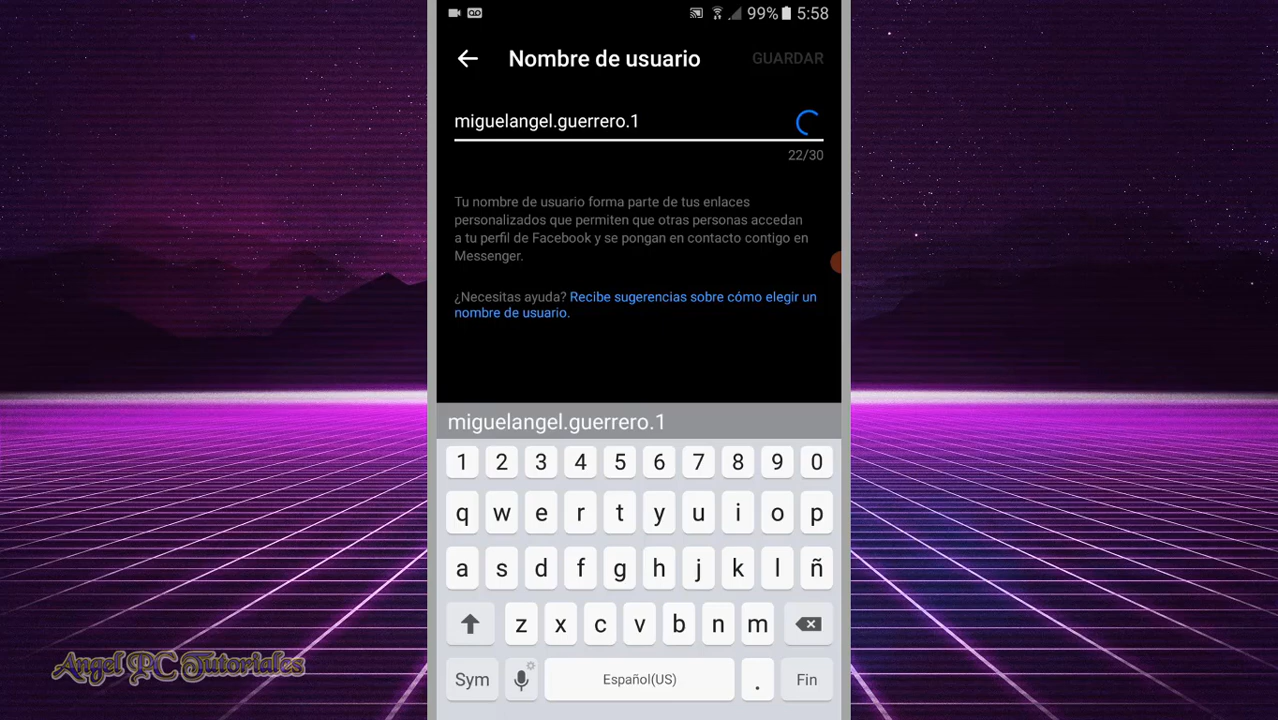 99% 5:58
Nombre de usuario GUARDAR
miguelangel.guerrero.1
22/30
Tu nombre de usuario forma parte de tus enlaces
personalizados que permiten que otras personas accedan
a tu perfil de Facebook y se pongan en contacto contigo en
Messenger.
¿Necesitas ayuda? Recibe sugerencias sobre cómo elegir un
nombre de usuario.
miguelangel.guerrero.1
1 2 3 4 5 6 7 8 9 0
q w e r t y u i o p
a s d f g h j k l ñ
z x c v b n m
Sym Español(US) . Fin
Angel PC Tutoriales